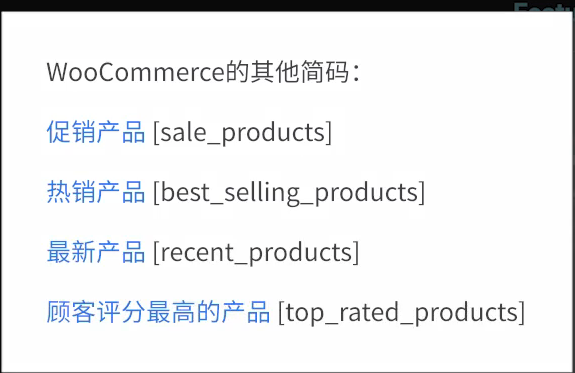 WooCommerce的其他简码：
促销产品 [sale_products]
热销产品 [best_selling_products]
最新产品 [recent_products]
顾客评分最高的产品 [top_rated_products]